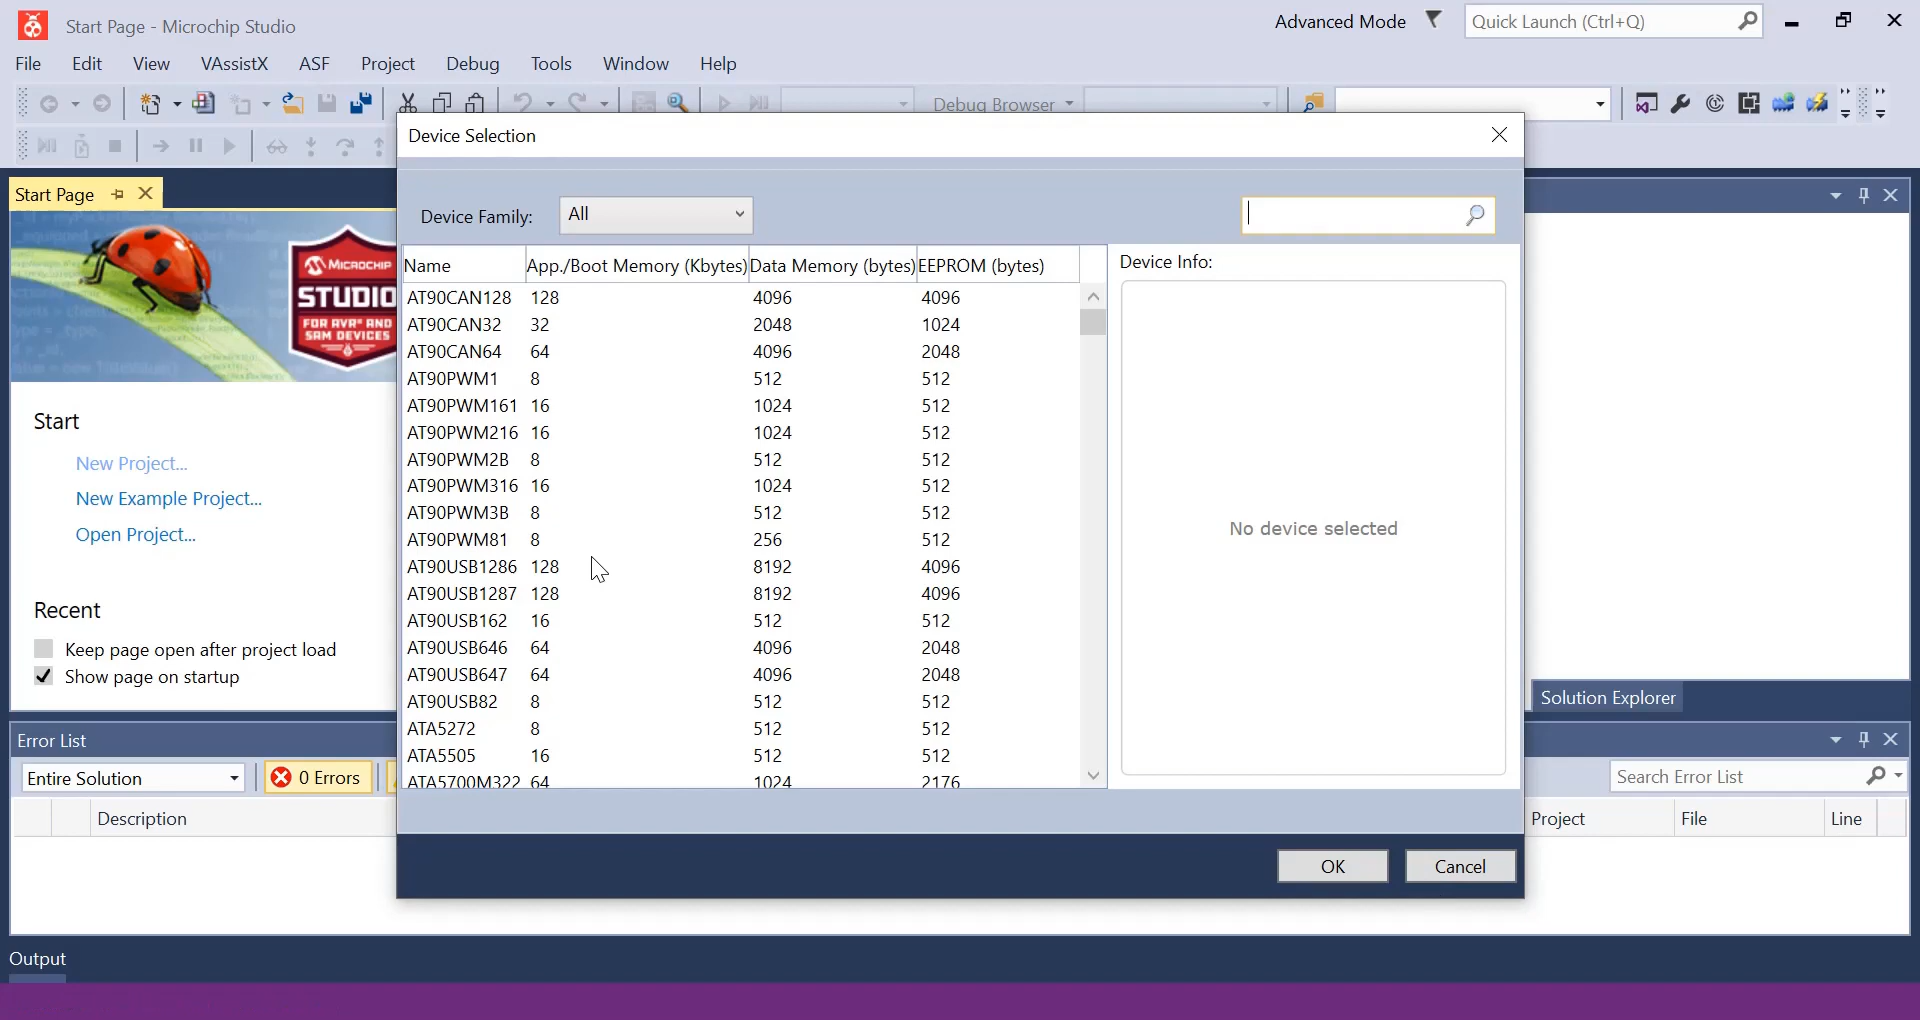 Start Page - Microchip Studio
Advanced Mode
Quick Launch (Ctrl+Q)
File Edit View VAssistX ASF Project Debug Tools Window Help
Debug Browser
Device Selection
Start Page
MICROCHIP
STUDIO
FOR AVR® AND
SAM DEVICES
Device Family: All
Name App./Boot Memory (Kbytes) Data Memory (bytes) EEPROM (bytes)
AT90CAN128 128 4096 4096
AT90CAN32 32 2048 1024
AT90CAN64 64 4096 2048
AT90PWM1 8 512 512
AT90PWM161 16 1024 512
AT90PWM216 16 1024 512
AT90PWM2B 8 512 512
AT90PWM316 16 1024 512
AT90PWM3B 8 512 512
AT90PWM81 8 256 512
AT90USB1286 128 8192 4096
AT90USB1287 128 8192 4096
AT90USB162 16 512 512
AT90USB646 64 4096 2048
AT90USB647 64 4096 2048
AT90USB82 8 512 512
ATA5272 8 512 512
ATA5505 16 512 512
ATA5700M322 64 1024 2176
Device Info:
No device selected
OK Cancel
Start
New Project...
New Example Project...
Open Project...
Recent
Keep page open after project load
Show page on startup
Solution Explorer
Error List
Entire Solution
0 Errors
Search Error List
Description
Project File Line
Output